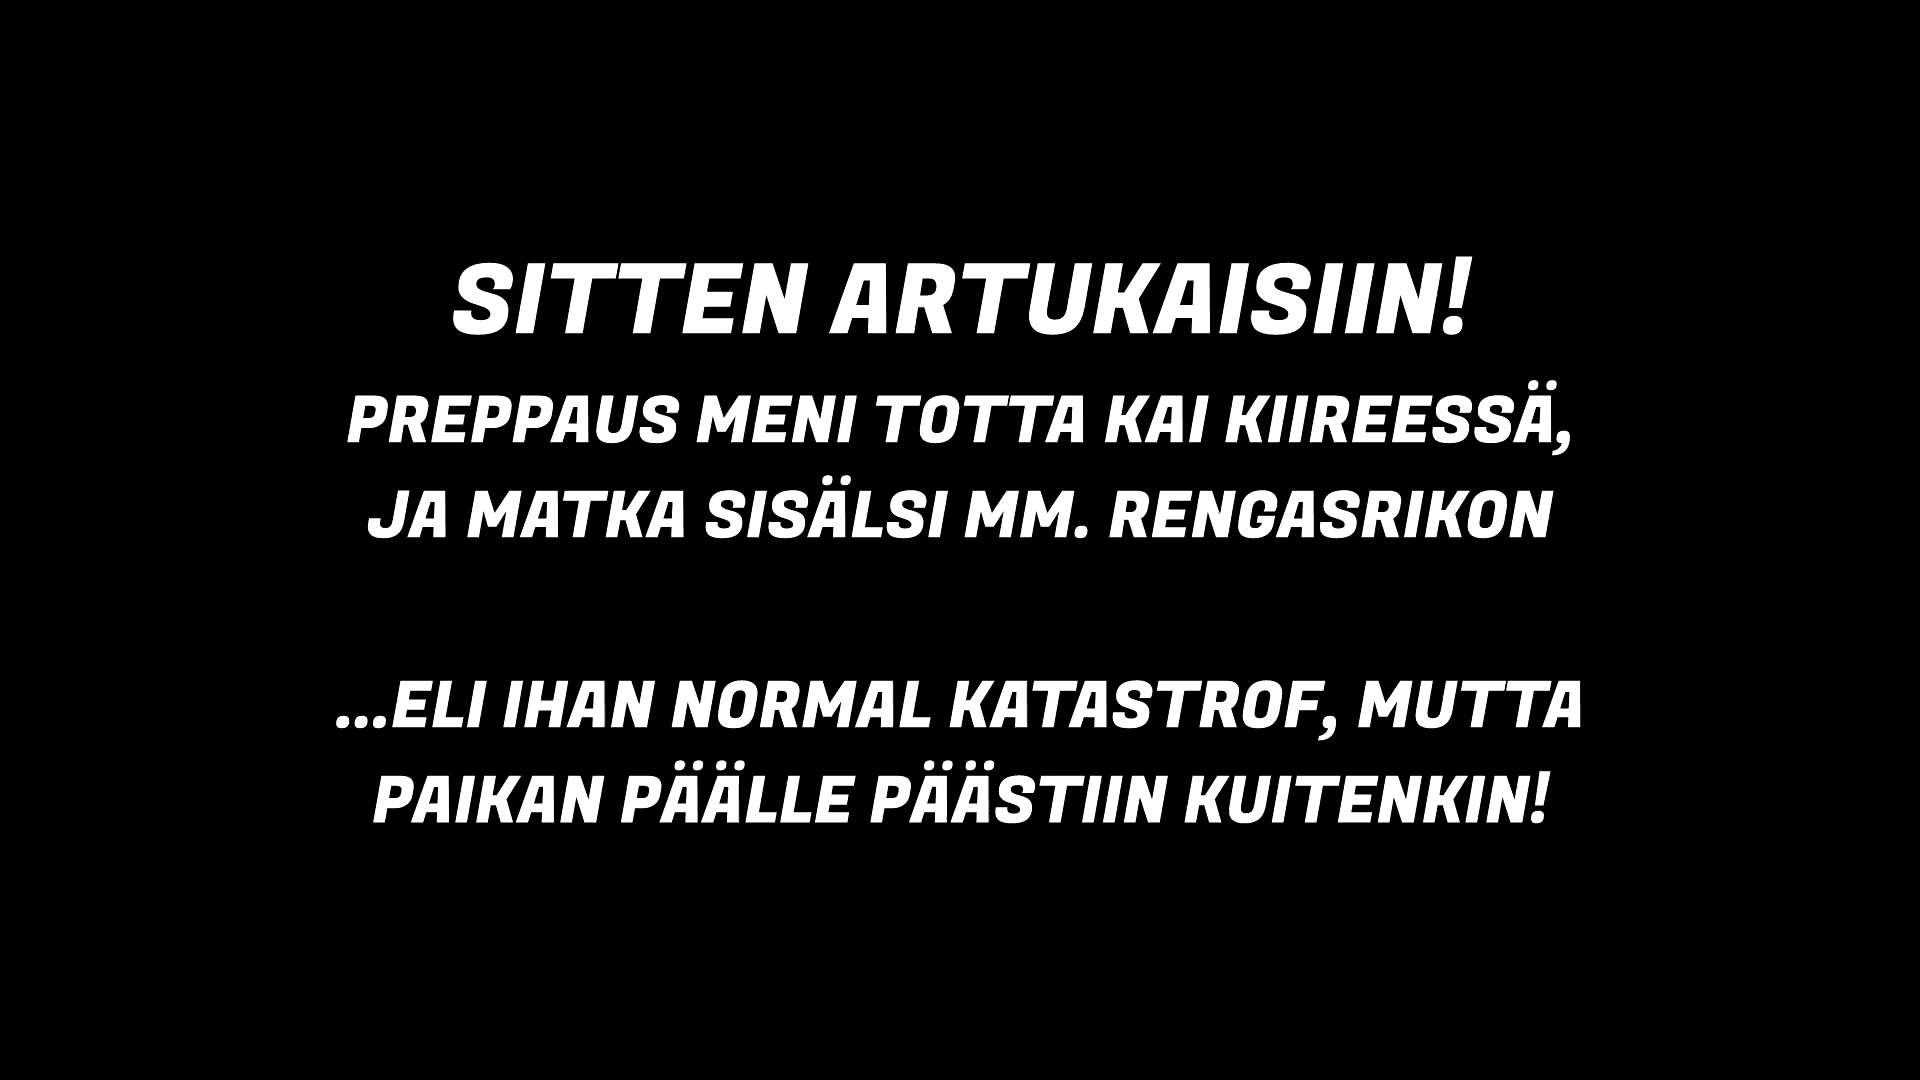 SITTEN ARTUKAISIIN!
PREPPAUS MENI TOTTA KAI KIIREESSÄ,
JA MATKA SISÄLSI MM. RENGASRIKON
...ELI IHAN NORMAL KATASTROF, MUTTA
PAIKAN PÄÄLLE PÄÄSTIIN KUITENKIN!